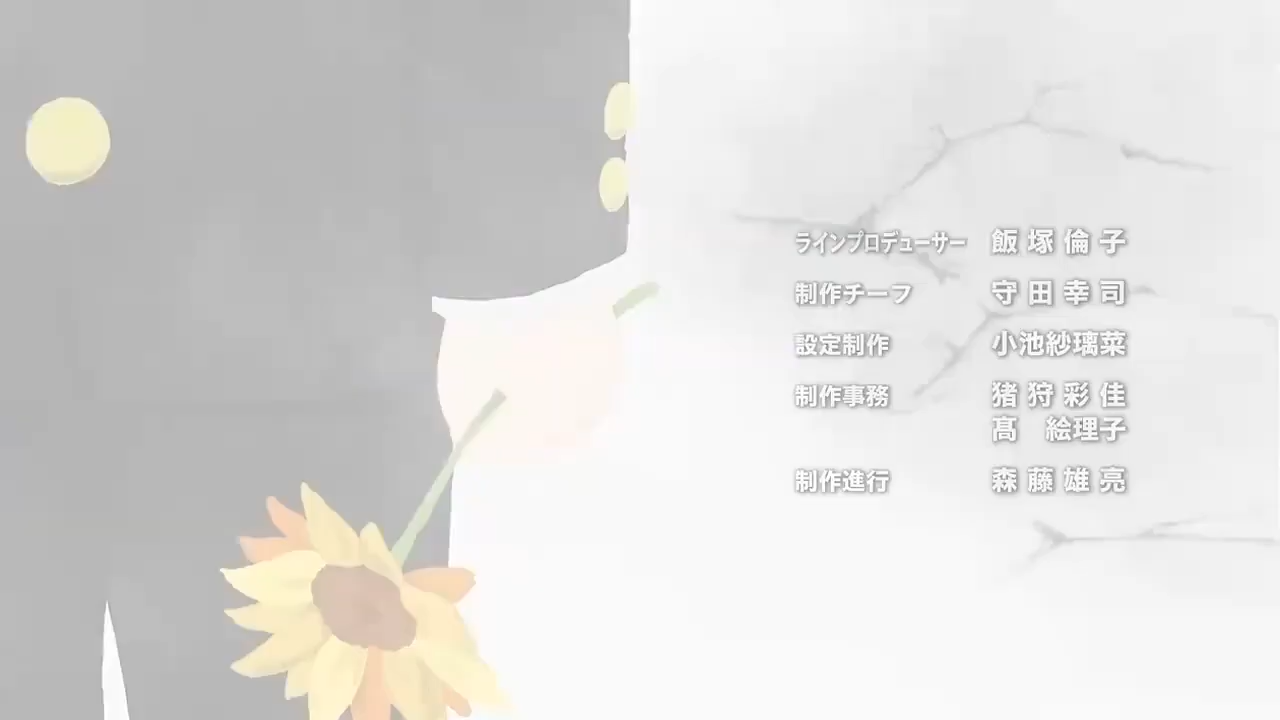 ラインプロデューサー 飯塚倫子
制作チーフ 守田幸司
設定制作 小池紗璃菜
制作事務 猪狩彩佳
髙 絵理子
制作進行 森藤雄亮